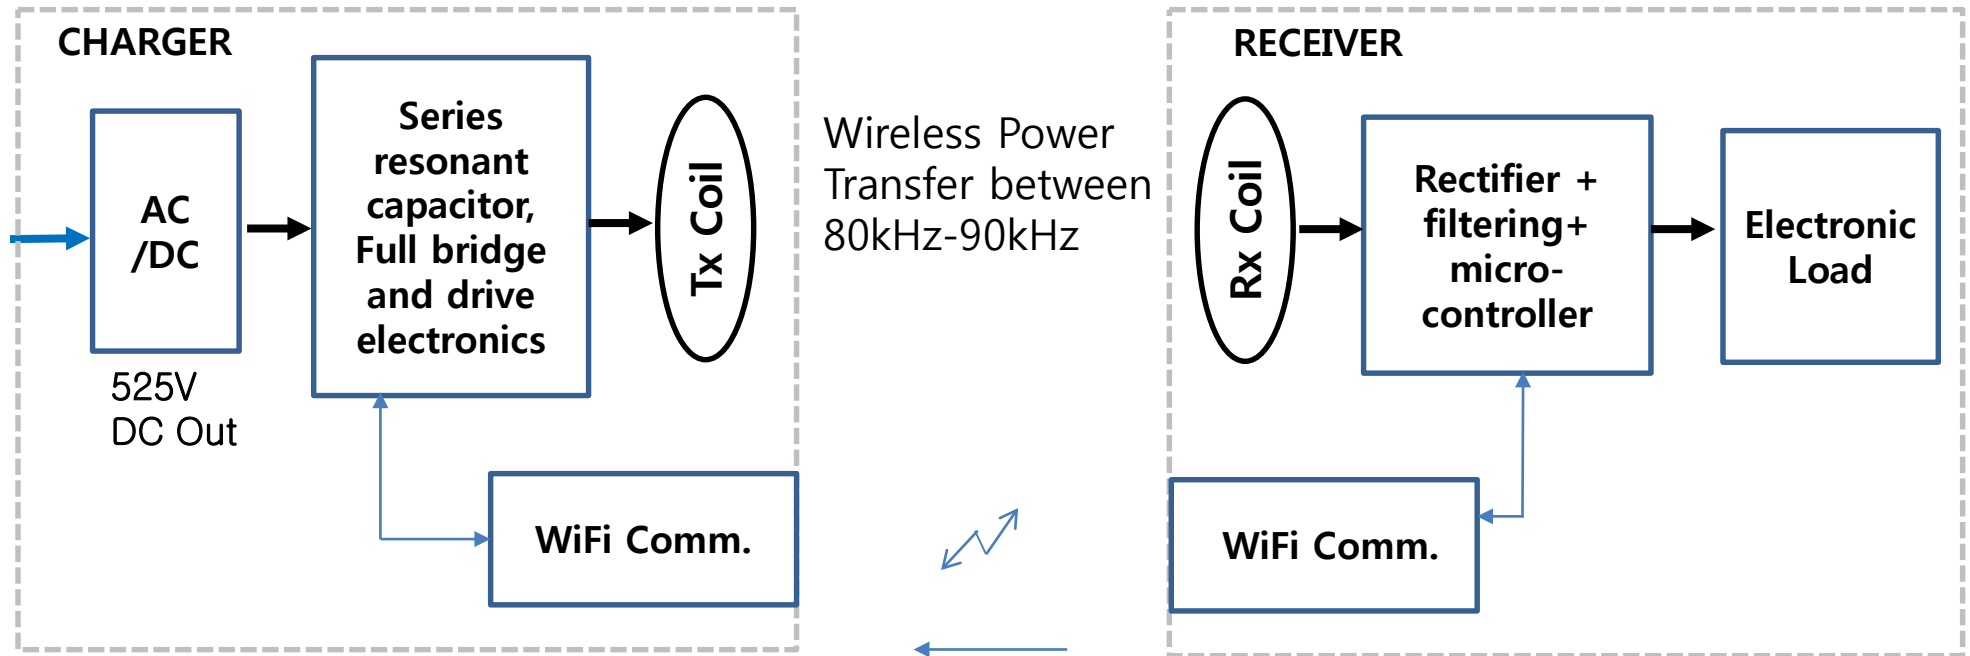 CHARGER
AC
/DC
525V
DC Out
Series
resonant
capacitor,
Full bridge
and drive
electronics
Tx Coil
WiFi Comm.
Wireless Power
Transfer between
80kHz-90kHz
RECEIVER
Rx Coil
Rectifier +
filtering+
micro-
controller
Electronic
Load
WiFi Comm.